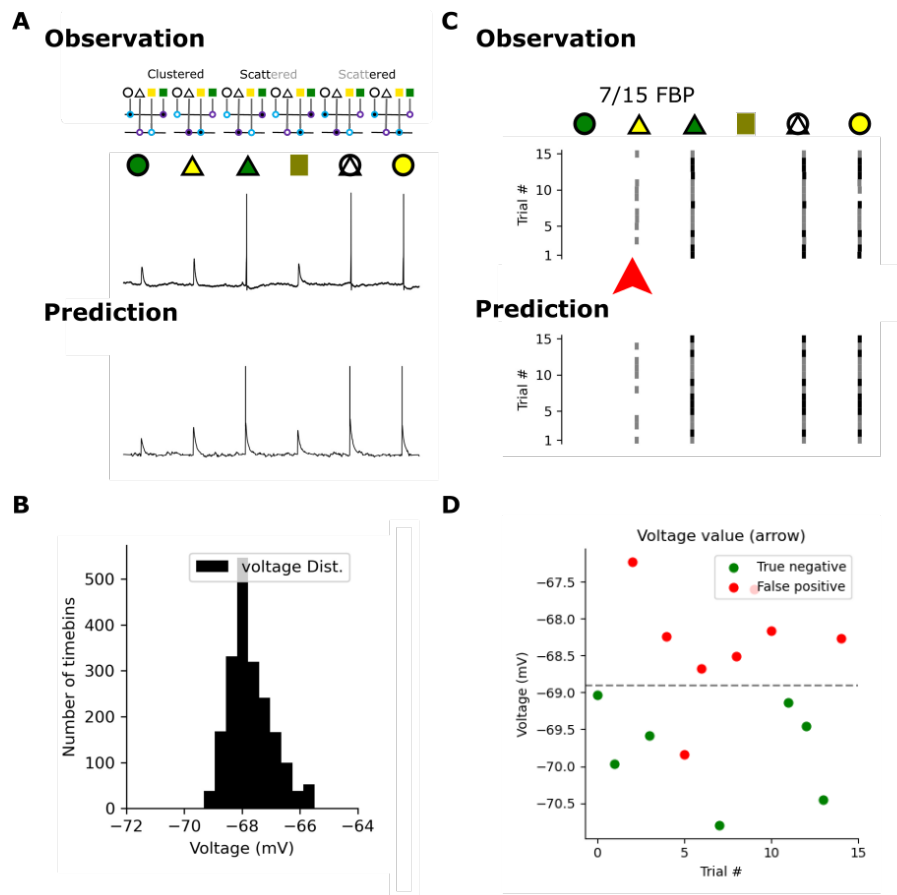 A
Observation
Clustered
Scattered
Scattered
Prediction
C
Observation
7/15 FBP
Trial #
15
10
5
1
Prediction
Trial #
15
10
5
1
B
voltage Dist.
Number of timebins
500
400
300
200
100
0
−72
−70
−68
−66
−64
Voltage (mV)
D
Voltage value (arrow)
True negative
False positive
Voltage (mV)
−67.5
−68.0
−68.5
−69.0
−69.5
−70.0
−70.5
0
5
10
15
Trial #